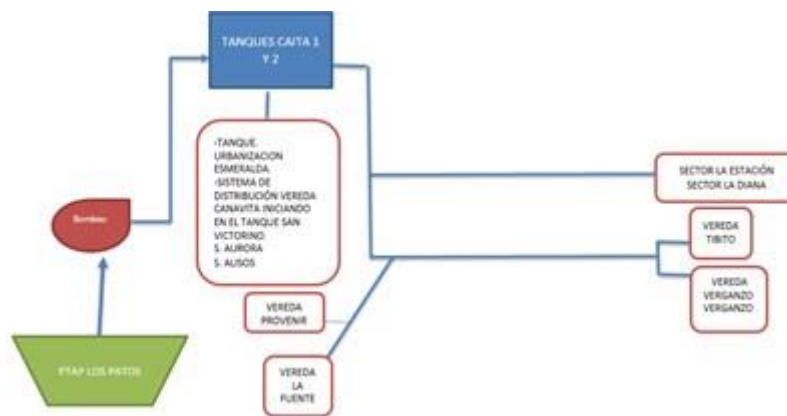 TANQUES CAITA 1
Y 2
-TANQUE.
URBANIZACION
ESMERALDA.
-SISTEMA DE
DISTRIBUCIÓN VEREDA
CANAVITA INICIANDO
EN EL TANQUE SAN
VICTORINO.
S. AURORA
S. ALISOS
SECTOR LA ESTACIÓN
SECTOR LA DIANA
Bombeo
VEREDA
TIBITO
VEREDA
VERGANZO
VERGANZO
VEREDA
PROVENIR
PTAP LOS PATOS
VEREDA
LA
FUENTE